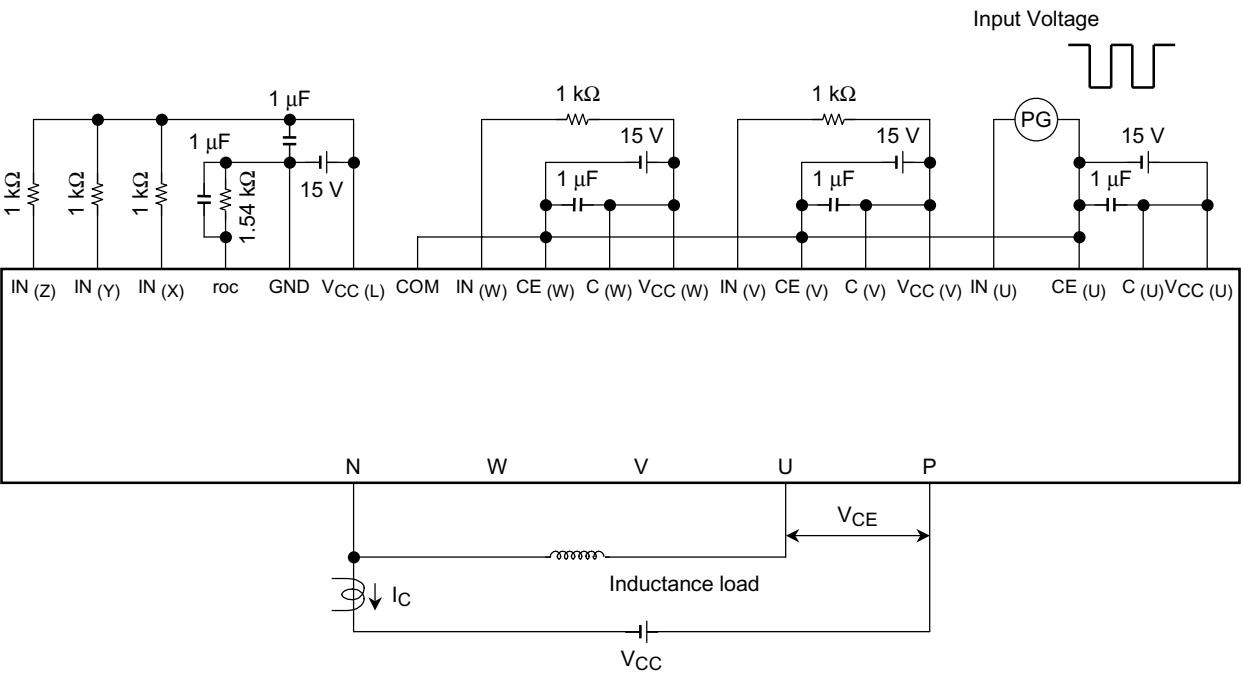 Input Voltage
1 μF
1 kΩ
1 kΩ
PG
1 μF
15 V
15 V
15 V
1 kΩ
1 kΩ
1 kΩ
1.54 kΩ
15 V
1 μF
1 μF
1 μF
IN (Z) IN (Y) IN (X) roc GND VCC (L) COM IN (W) CE (W) C (W) VCC (W) IN (V) CE (V) C (V) VCC (V) IN (U) CE (U) C (U) VCC (U)
N W V U P
VCE
Inductance load
IC
VCC